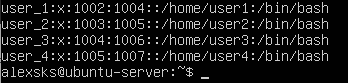 user_1:x:1002:1004::/home/user1:/bin/bash
user_2:x:1003:1005::/home/user2:/bin/bash
user_3:x:1004:1006::/home/user3:/bin/bash
user_4:x:1005:1007::/home/user4:/bin/bash
alexsks@ubuntu-server:~$ _